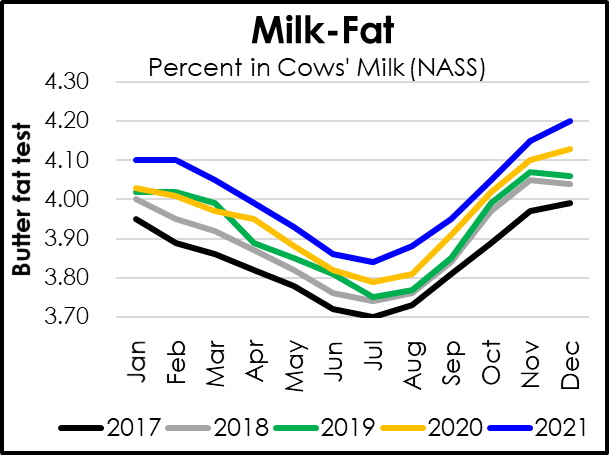 Milk-Fat
Percent in Cows' Milk (NASS)
Butter fat test
4.30
4.20
4.10
4.00
3.90
3.80
3.70
Jan
Feb
Mar
Apr
May
Jun
Jul
Aug
Sep
Oct
Nov
Dec
2017 2018 2019 2020 2021